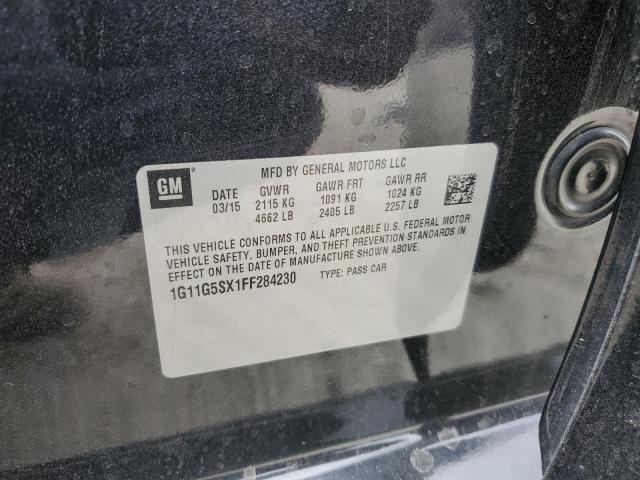 MFD BY GENERAL MOTORS LLC
GM
DATE GVWR GAWR FRT GAWR RR
03/15 2115 KG 1091 KG 1024 KG
4662 LB 2405 LB 2257 LB
THIS VEHICLE CONFORMS TO ALL APPLICABLE U.S. FEDERAL MOTOR
VEHICLE SAFETY, BUMPER, AND THEFT PREVENTION STANDARDS IN
EFFECT ON THE DATE OF MANUFACTURE SHOWN ABOVE.
1G11G5SX1FF284230 TYPE: PASS CAR